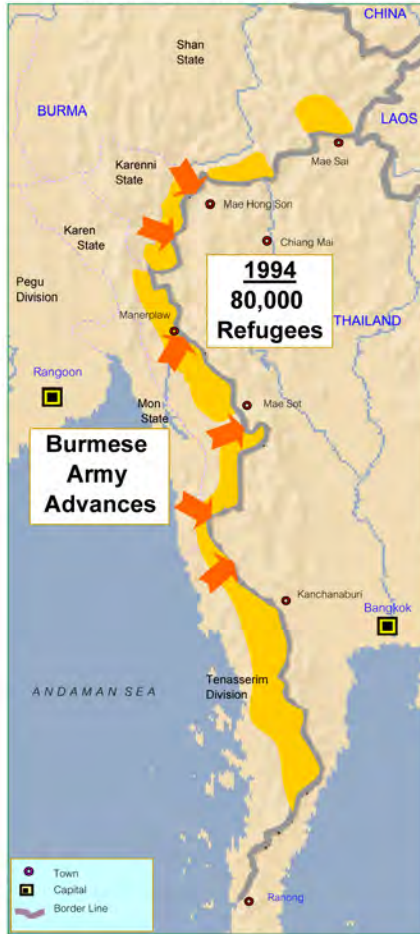 CHINA
Shan
State
BURMA
LAOS
Mae Sai
Karenni
State
Mae Hong Son
Karen
State
Chiang Mai
1994
80,000
Refugees
Pegu
Division
Manerplaw
THAILAND
Rangoon
Mon
State
Mae Sot
Burmese
Army
Advances
Kanchanaburi
Bangkok
Tenasserim
Division
ANDAMAN SEA
Town
Capital
Border Line
Ranong